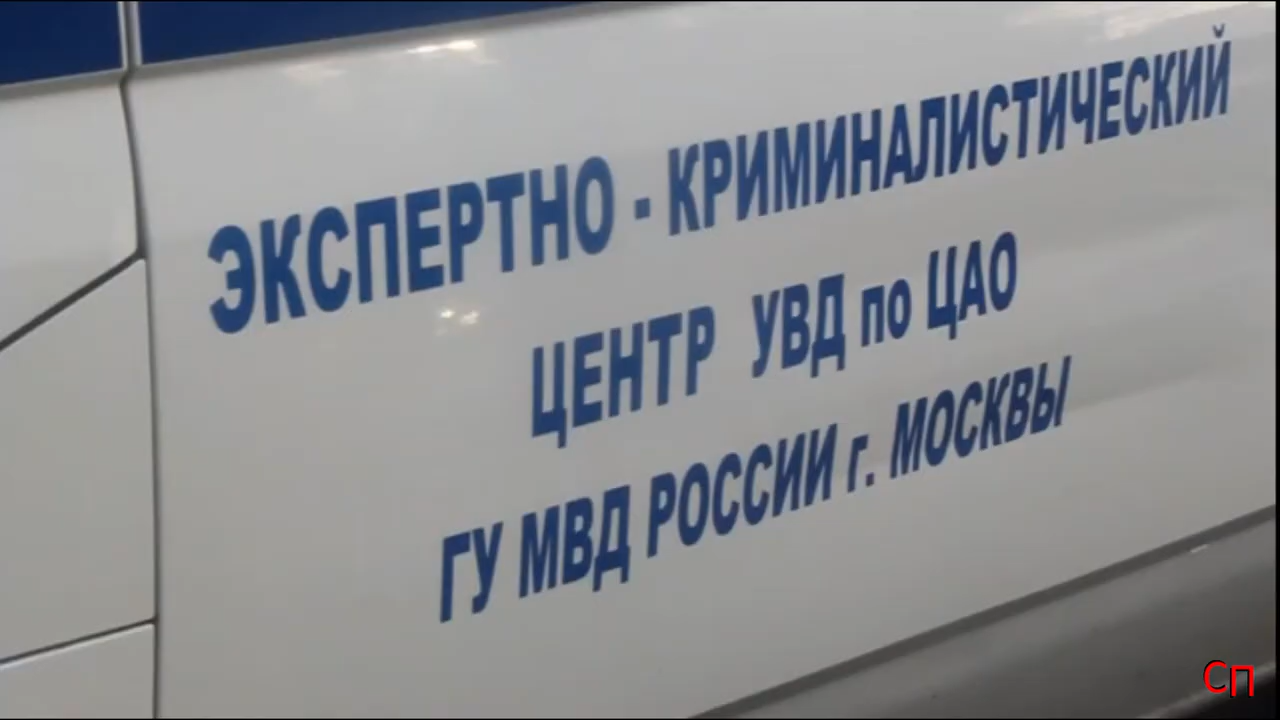 ЭКСПЕРТНО - КРИМИНАЛИСТИЧЕСКИЙ
ЦЕНТР УВД по ЦАО
ГУ МВД РОССИИ г. МОСКВЫ
Сп